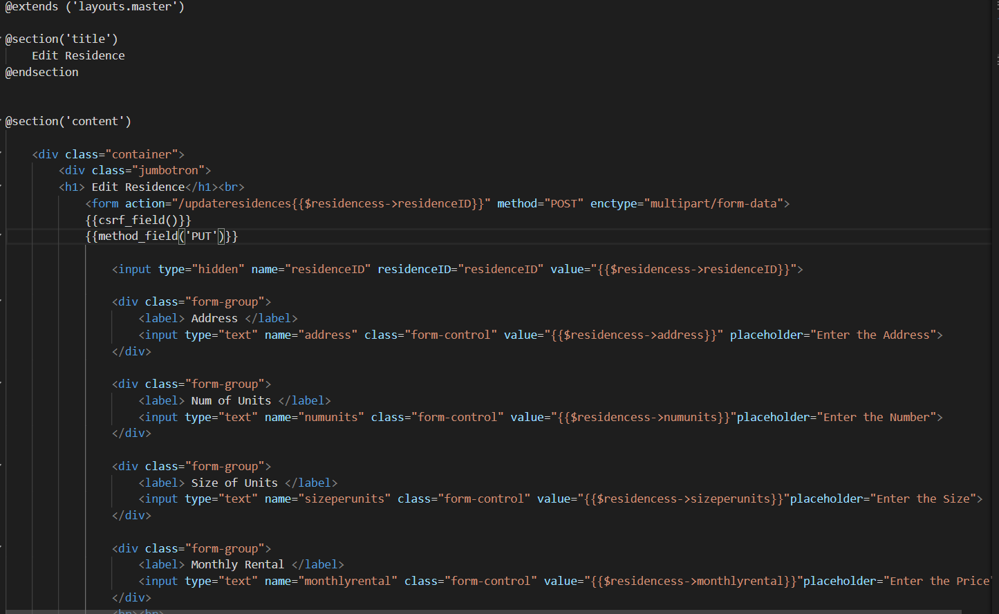 @extends ('layouts.master')
@section('title')
Edit Residence
@endsection
@section('content')
<div class="container">
<div class="jumbotron">
<h1> Edit Residence</h1><br>
<form action="/updateresidences{{$residencess->residenceID}}" method="POST" enctype="multipart/form-data">
{{csrf_field()}}
{{method_field('PUT')}}
<input type="hidden" name="residenceID" residenceID="residenceID" value="{{$residencess->residenceID}}">
<div class="form-group">
<label> Address </label>
<input type="text" name="address" class="form-control" value="{{$residencess->address}}" placeholder="Enter the Address">
</div>
<div class="form-group">
<label> Num of Units </label>
<input type="text" name="numunits" class="form-control" value="{{$residencess->numunits}}"placeholder="Enter the Number">
</div>
<div class="form-group">
<label> Size of Units </label>
<input type="text" name="sizeperunits" class="form-control" value="{{$residencess->sizeperunits}}"placeholder="Enter the Size">
</div>
<div class="form-group">
<label> Monthly Rental </label>
<input type="text" name="monthlyrental" class="form-control" value="{{$residencess->monthlyrental}}"placeholder="Enter the Price"
</div>
<br><br>